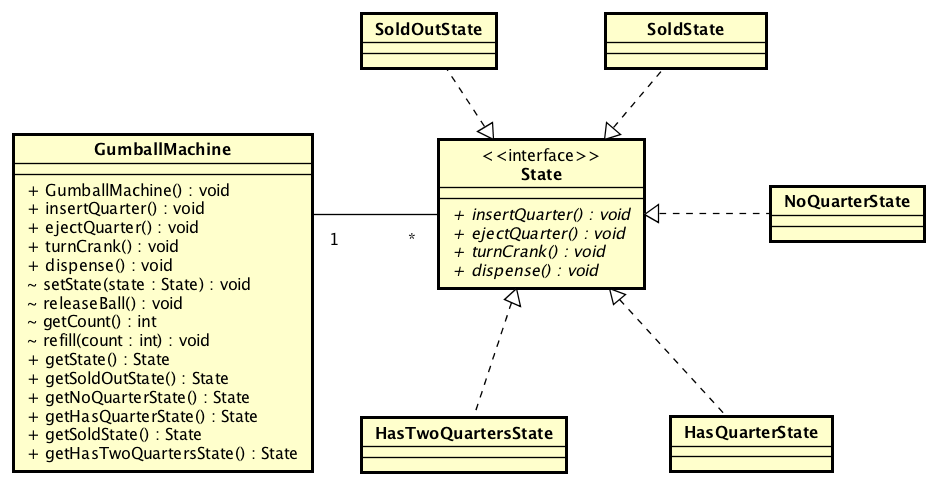 SoldOutState
SoldState
GumballMachine
+ GumballMachine() : void
+ insertQuarter() : void
+ ejectQuarter() : void
+ turnCrank() : void
+ dispense() : void
~ setState(state : State) : void
~ releaseBall() : void
~ getCount() : int
~ refill(count : int) : void
+ getState() : State
+ getSoldOutState() : State
+ getNoQuarterState() : State
+ getHasQuarterState() : State
+ getSoldState() : State
+ getHasTwoQuartersState() : State
1
*
<<interface>>
State
+ insertQuarter() : void
+ ejectQuarter() : void
+ turnCrank() : void
+ dispense() : void
NoQuarterState
HasTwoQuartersState
HasQuarterState